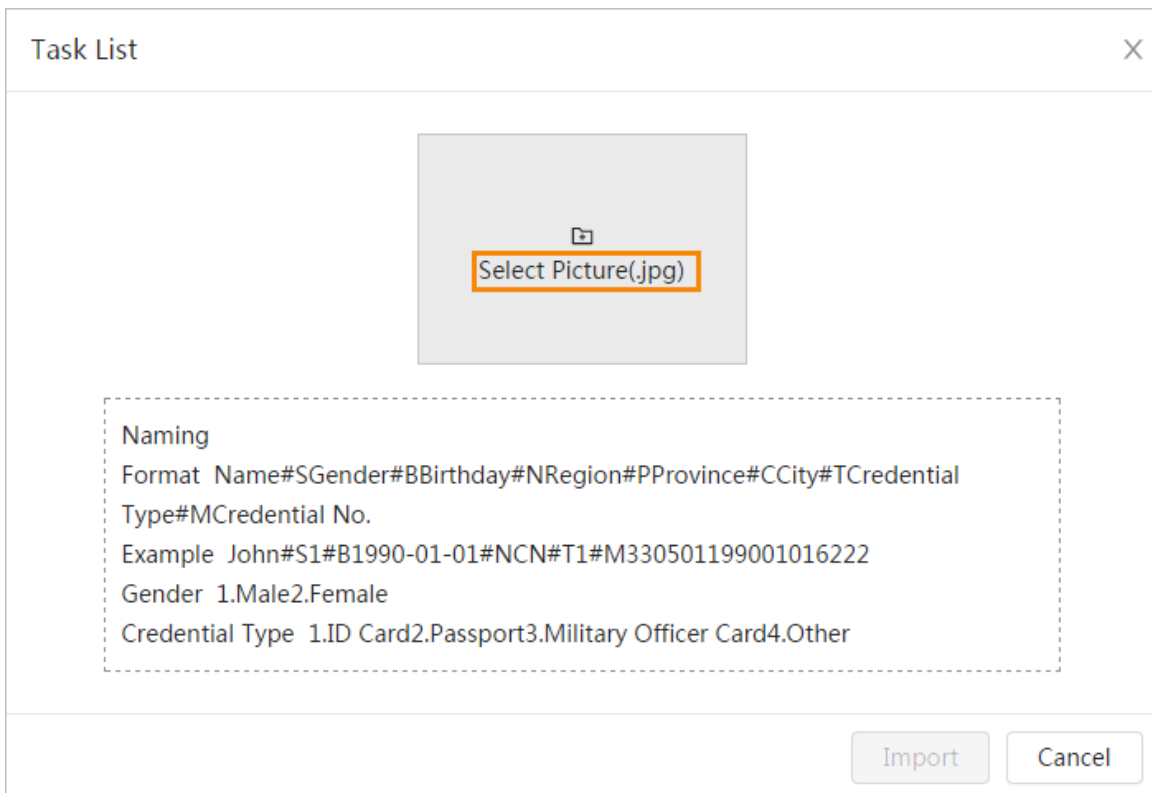 Task List
X
Select Picture(.jpg)
Naming
Format  Name#SGender#BBirthday#NRegion#PProvince#CCity#TCredential
Type#MCredential No.
Example  John#S1#B1990-01-01#NCN#T1#M330501199001016222
Gender  1.Male2.Female
Credential Type  1.ID Card2.Passport3.Military Officer Card4.Other
Import
Cancel